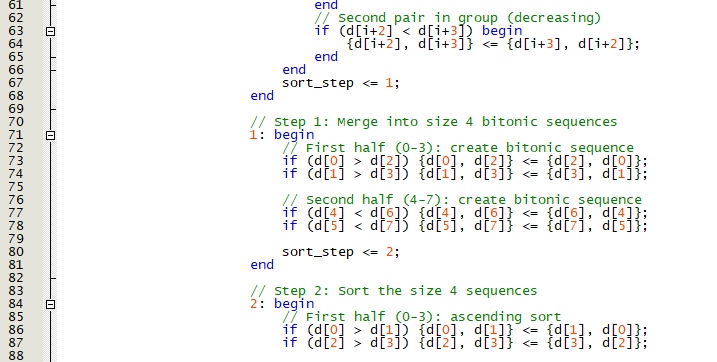 61 end
62 // Second pair in group (decreasing)
63 if (d[i+2] < d[i+3]) begin
64 {d[i+2], d[i+3]} <= {d[i+3], d[i+2]};
65 end
66 end
67 sort_step <= 1;
68 end
69
70 // Step 1: Merge into size 4 bitonic sequences
71 1: begin
72 // First half (0-3): create bitonic sequence
73 if (d[0] > d[2]) {d[0], d[2]} <= {d[2], d[0]};
74 if (d[1] > d[3]) {d[1], d[3]} <= {d[3], d[1]};
75
76 // Second half (4-7): create bitonic sequence
77 if (d[4] < d[6]) {d[4], d[6]} <= {d[6], d[4]};
78 if (d[5] < d[7]) {d[5], d[7]} <= {d[7], d[5]};
79
80 sort_step <= 2;
81 end
82
83 // Step 2: Sort the size 4 sequences
84 2: begin
85 // First half (0-3): ascending sort
86 if (d[0] > d[1]) {d[0], d[1]} <= {d[1], d[0]};
87 if (d[2] > d[3]) {d[2], d[3]} <= {d[3], d[2]};
88